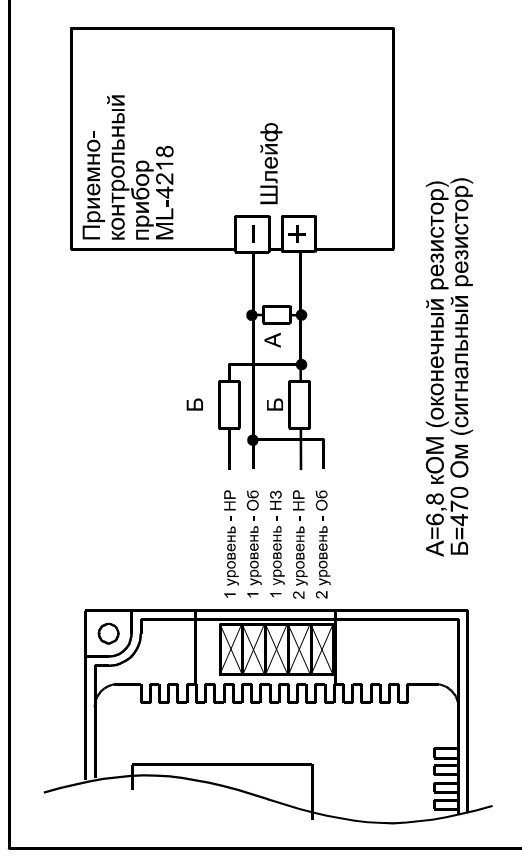 Приемно-
контрольный
прибор
ML-4218
Шлейф
–
+
А
Б
Б
1 уровень - НР
1 уровень - Об
1 уровень - НЗ
2 уровень - НР
2 уровень - Об
А=6,8 кОМ (оконечный резистор)
Б=470 Ом (сигнальный резистор)